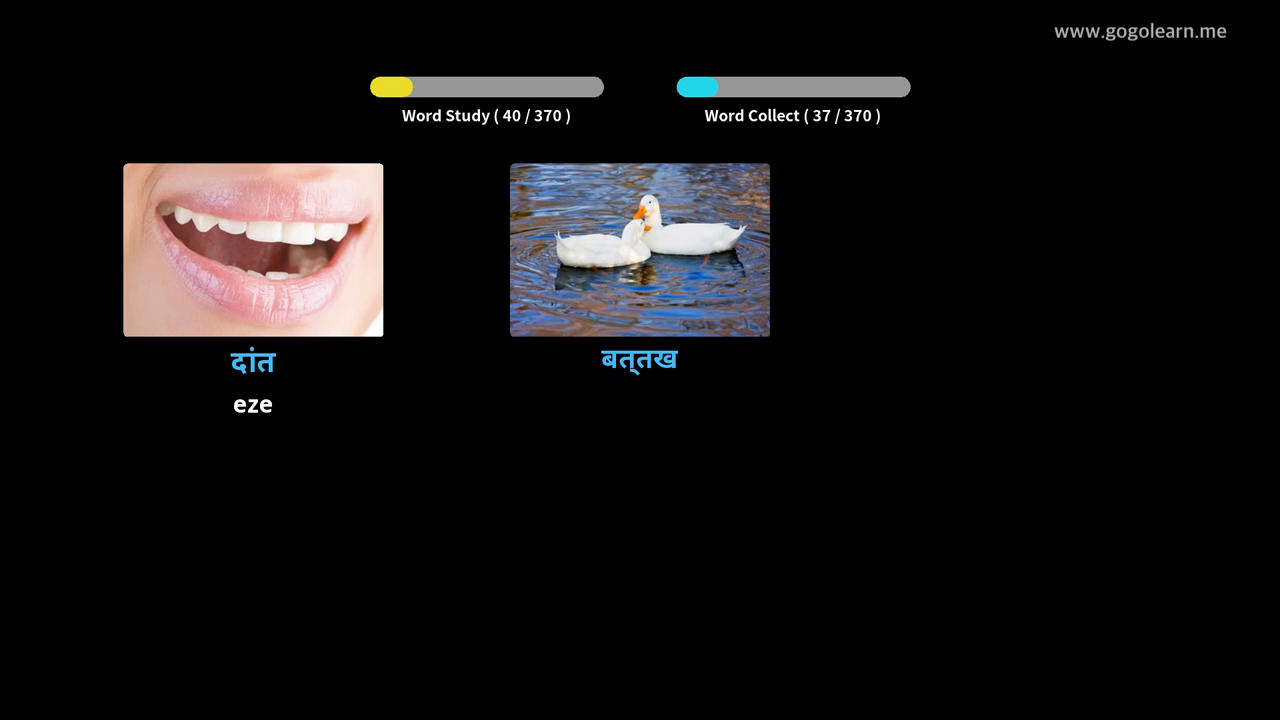 www.gogolearn.me
Word Study ( 40 / 370 )
Word Collect ( 37 / 370 )
दांत
बत्‌तख
eze